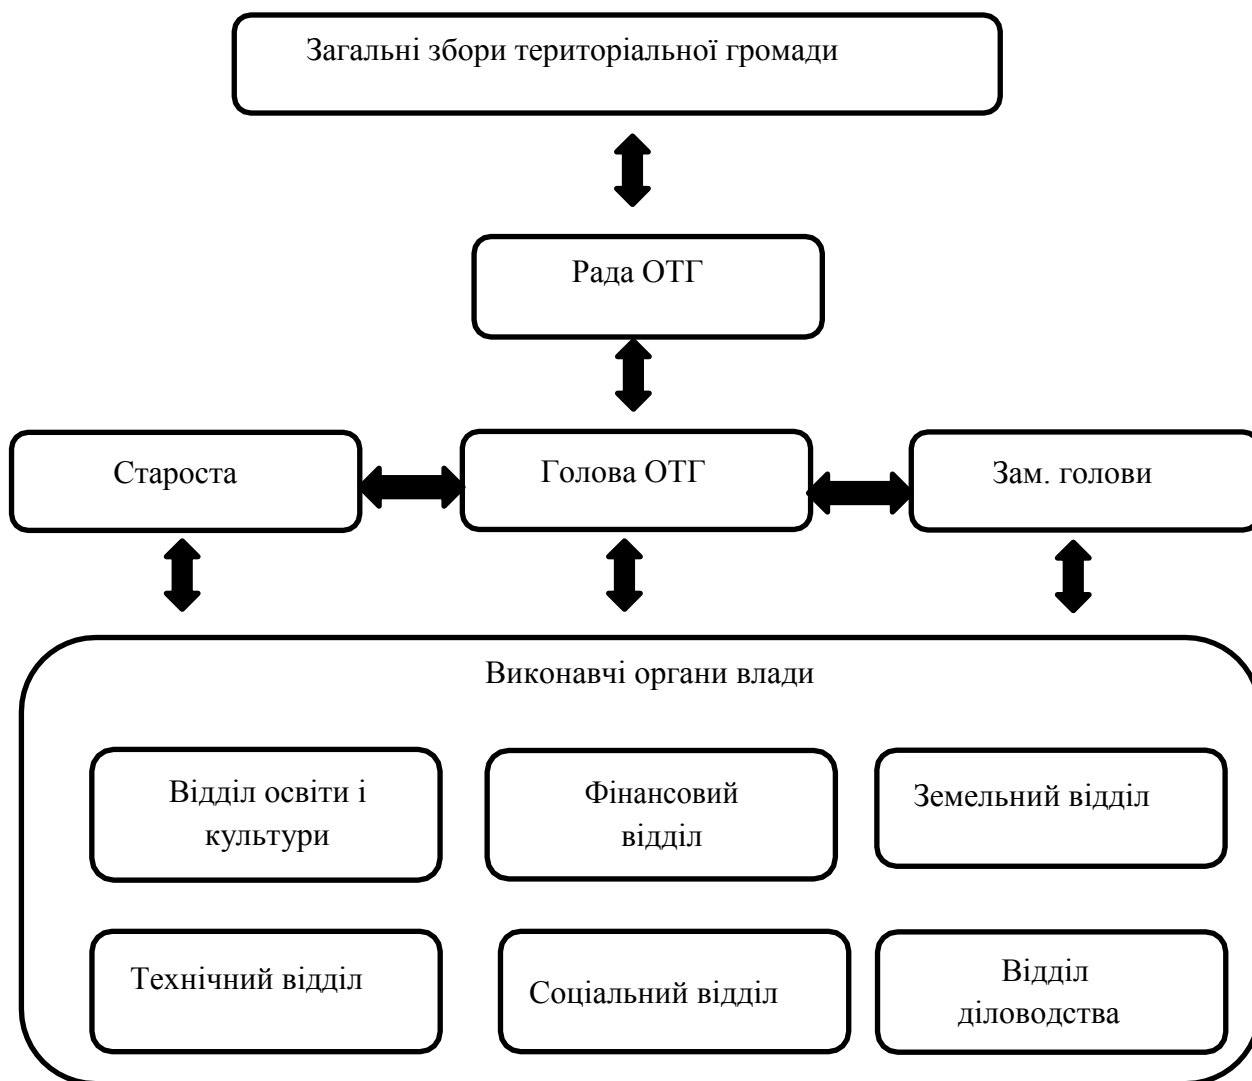 Загальні збори територіальної громади
Рада ОТГ
Староста
Голова ОТГ
Зам. голови
Виконавчі органи влади
Відділ освіти і
культури
Фінансовий
відділ
Земельний відділ
Технічний відділ
Соціальний відділ
Відділ
діловодства